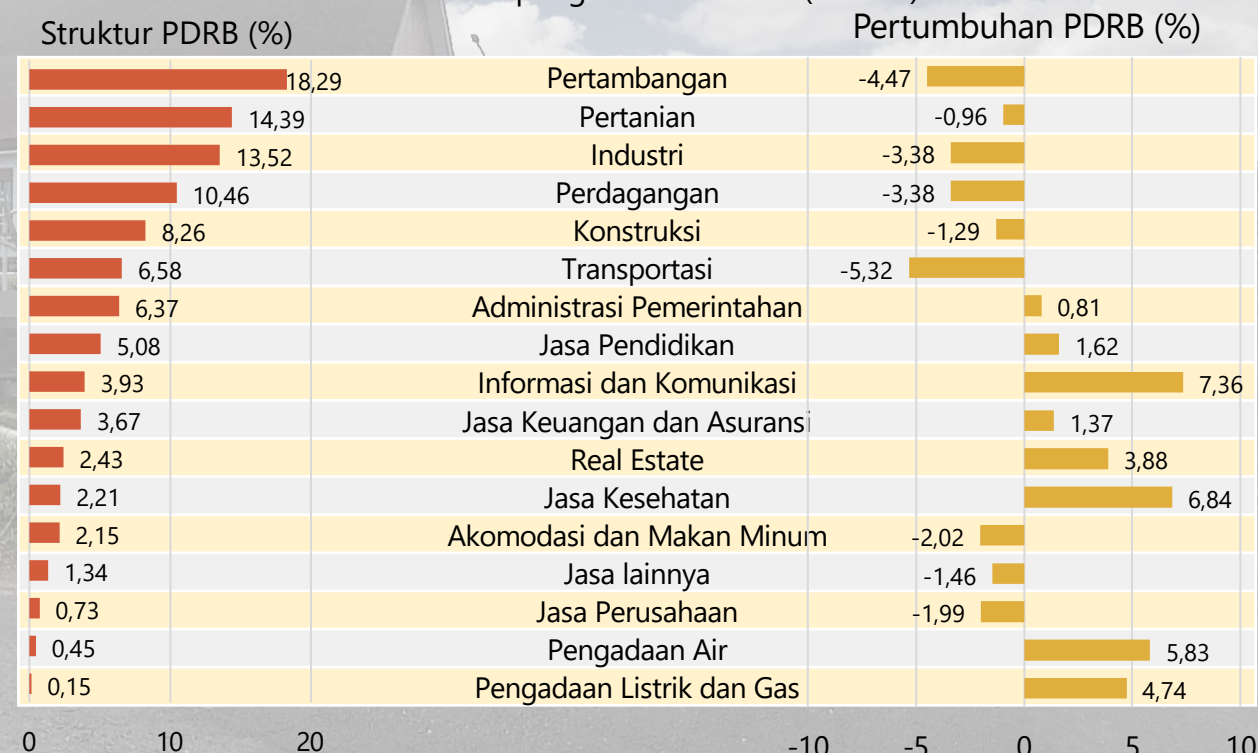 Struktur PDRB (%)
Pertumbuhan PDRB (%)
18,29 Pertambangan -4,47
14,39 Pertanian -0,96
13,52 Industri -3,38
10,46 Perdagangan -3,38
8,26 Konstruksi -1,29
6,58 Transportasi -5,32
6,37 Administrasi Pemerintahan 0,81
5,08 Jasa Pendidikan 1,62
3,93 Informasi dan Komunikasi 7,36
3,67 Jasa Keuangan dan Asuransi 1,37
2,43 Real Estate 3,88
2,21 Jasa Kesehatan 6,84
2,15 Akomodasi dan Makan Minum -2,02
1,34 Jasa lainnya -1,46
0,73 Jasa Perusahaan -1,99
0,45 Pengadaan Air 5,83
0,15 Pengadaan Listrik dan Gas 4,74
0 10 20 -10 -5 0 5 10